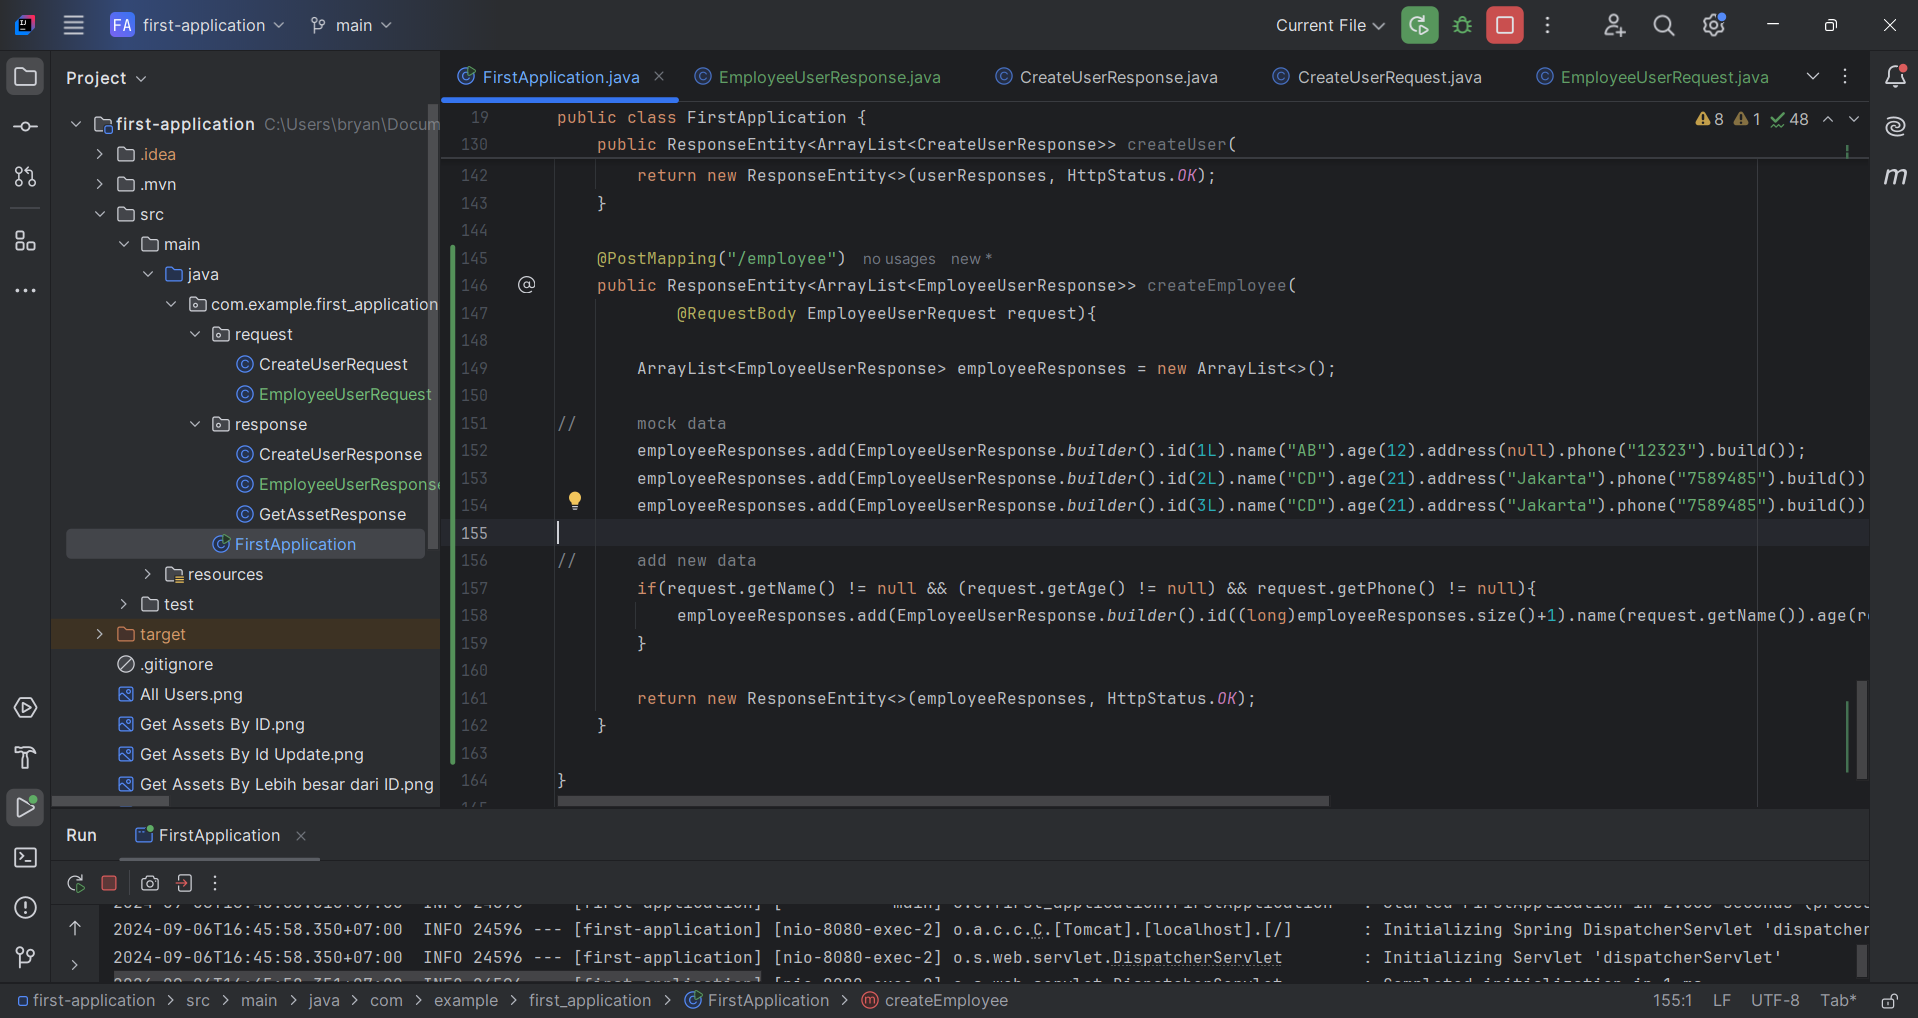 FA first-application main Current File
Project
FirstApplication.java EmployeeUserResponse.java CreateUserResponse.java CreateUserRequest.java EmployeeUserRequest.java
first-application C:\Users\bryan\Docum
.idea
.mvn
src
main
java
com.example.first_application
request
CreateUserRequest
EmployeeUserRequest
response
CreateUserResponse
EmployeeUserResponse
GetAssetResponse
FirstApplication
resources
test
target
.gitignore
All Users.png
Get Assets By ID.png
Get Assets By Id Update.png
Get Assets By Lebih besar dari ID.png
8 1 48
19 public class FirstApplication {
130 public ResponseEntity<ArrayList<CreateUserResponse>> createUser(
142 return new ResponseEntity<>(userResponses, HttpStatus.OK);
143 }
144
145 @PostMapping("/employee") no usages new *
146 public ResponseEntity<ArrayList<EmployeeUserResponse>> createEmployee(
147 @RequestBody EmployeeUserRequest request){
148
149 ArrayList<EmployeeUserResponse> employeeResponses = new ArrayList<>();
150
151 // mock data
152 employeeResponses.add(EmployeeUserResponse.builder().id(1L).name("AB").age(12).address(null).phone("12323").build());
153 employeeResponses.add(EmployeeUserResponse.builder().id(2L).name("CD").age(21).address("Jakarta").phone("7589485").build())
154 employeeResponses.add(EmployeeUserResponse.builder().id(3L).name("CD").age(21).address("Jakarta").phone("7589485").build())
155
156 // add new data
157 if(request.getName() != null && (request.getAge() != null) && request.getPhone() != null){
158 employeeResponses.add(EmployeeUserResponse.builder().id((long)employeeResponses.size()+1).name(request.getName()).age(r
159 }
160
161 return new ResponseEntity<>(employeeResponses, HttpStatus.OK);
162 }
163
164 }
Run FirstApplication
2024-09-06T16:45:58.350+07:00 INFO 24596 --- [first-application] [nio-8080-exec-2] o.a.c.c.C.[Tomcat].[localhost].[/] : Initializing Spring DispatcherServlet 'dispatcher
2024-09-06T16:45:58.350+07:00 INFO 24596 --- [first-application] [nio-8080-exec-2] o.s.web.servlet.DispatcherServlet : Initializing Servlet 'dispatcherServlet'
first-application > src > main > java > com > example > first_application > FirstApplication > createEmployee 155:1 LF UTF-8 Tab*